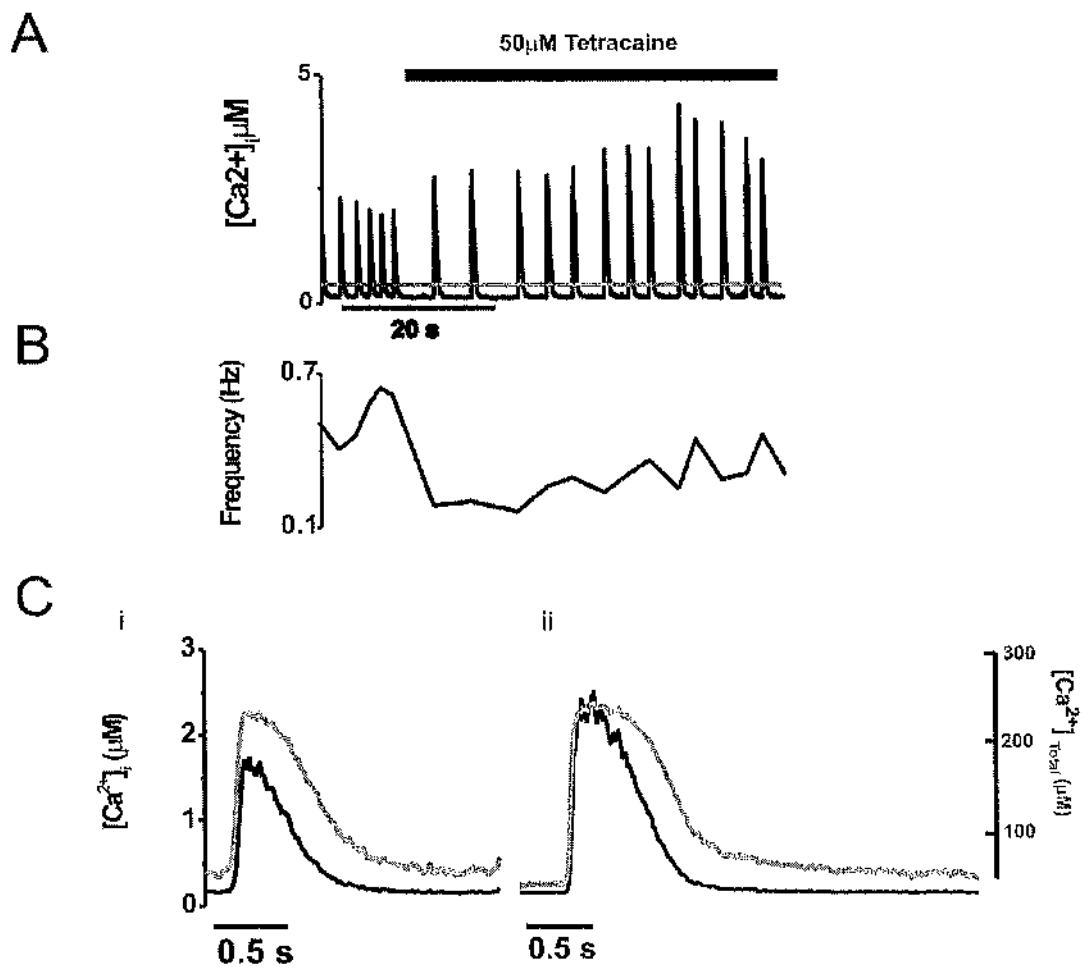 A
50μM Tetracaine
5
[Ca2+]iμM
0
20 s
B
0.7
Frequency (Hz)
0.1
C
i
ii
3
2
1
0
[Ca2+]i (μM)
300
200
100
[Ca2+]Total (μM)
0.5 s
0.5 s